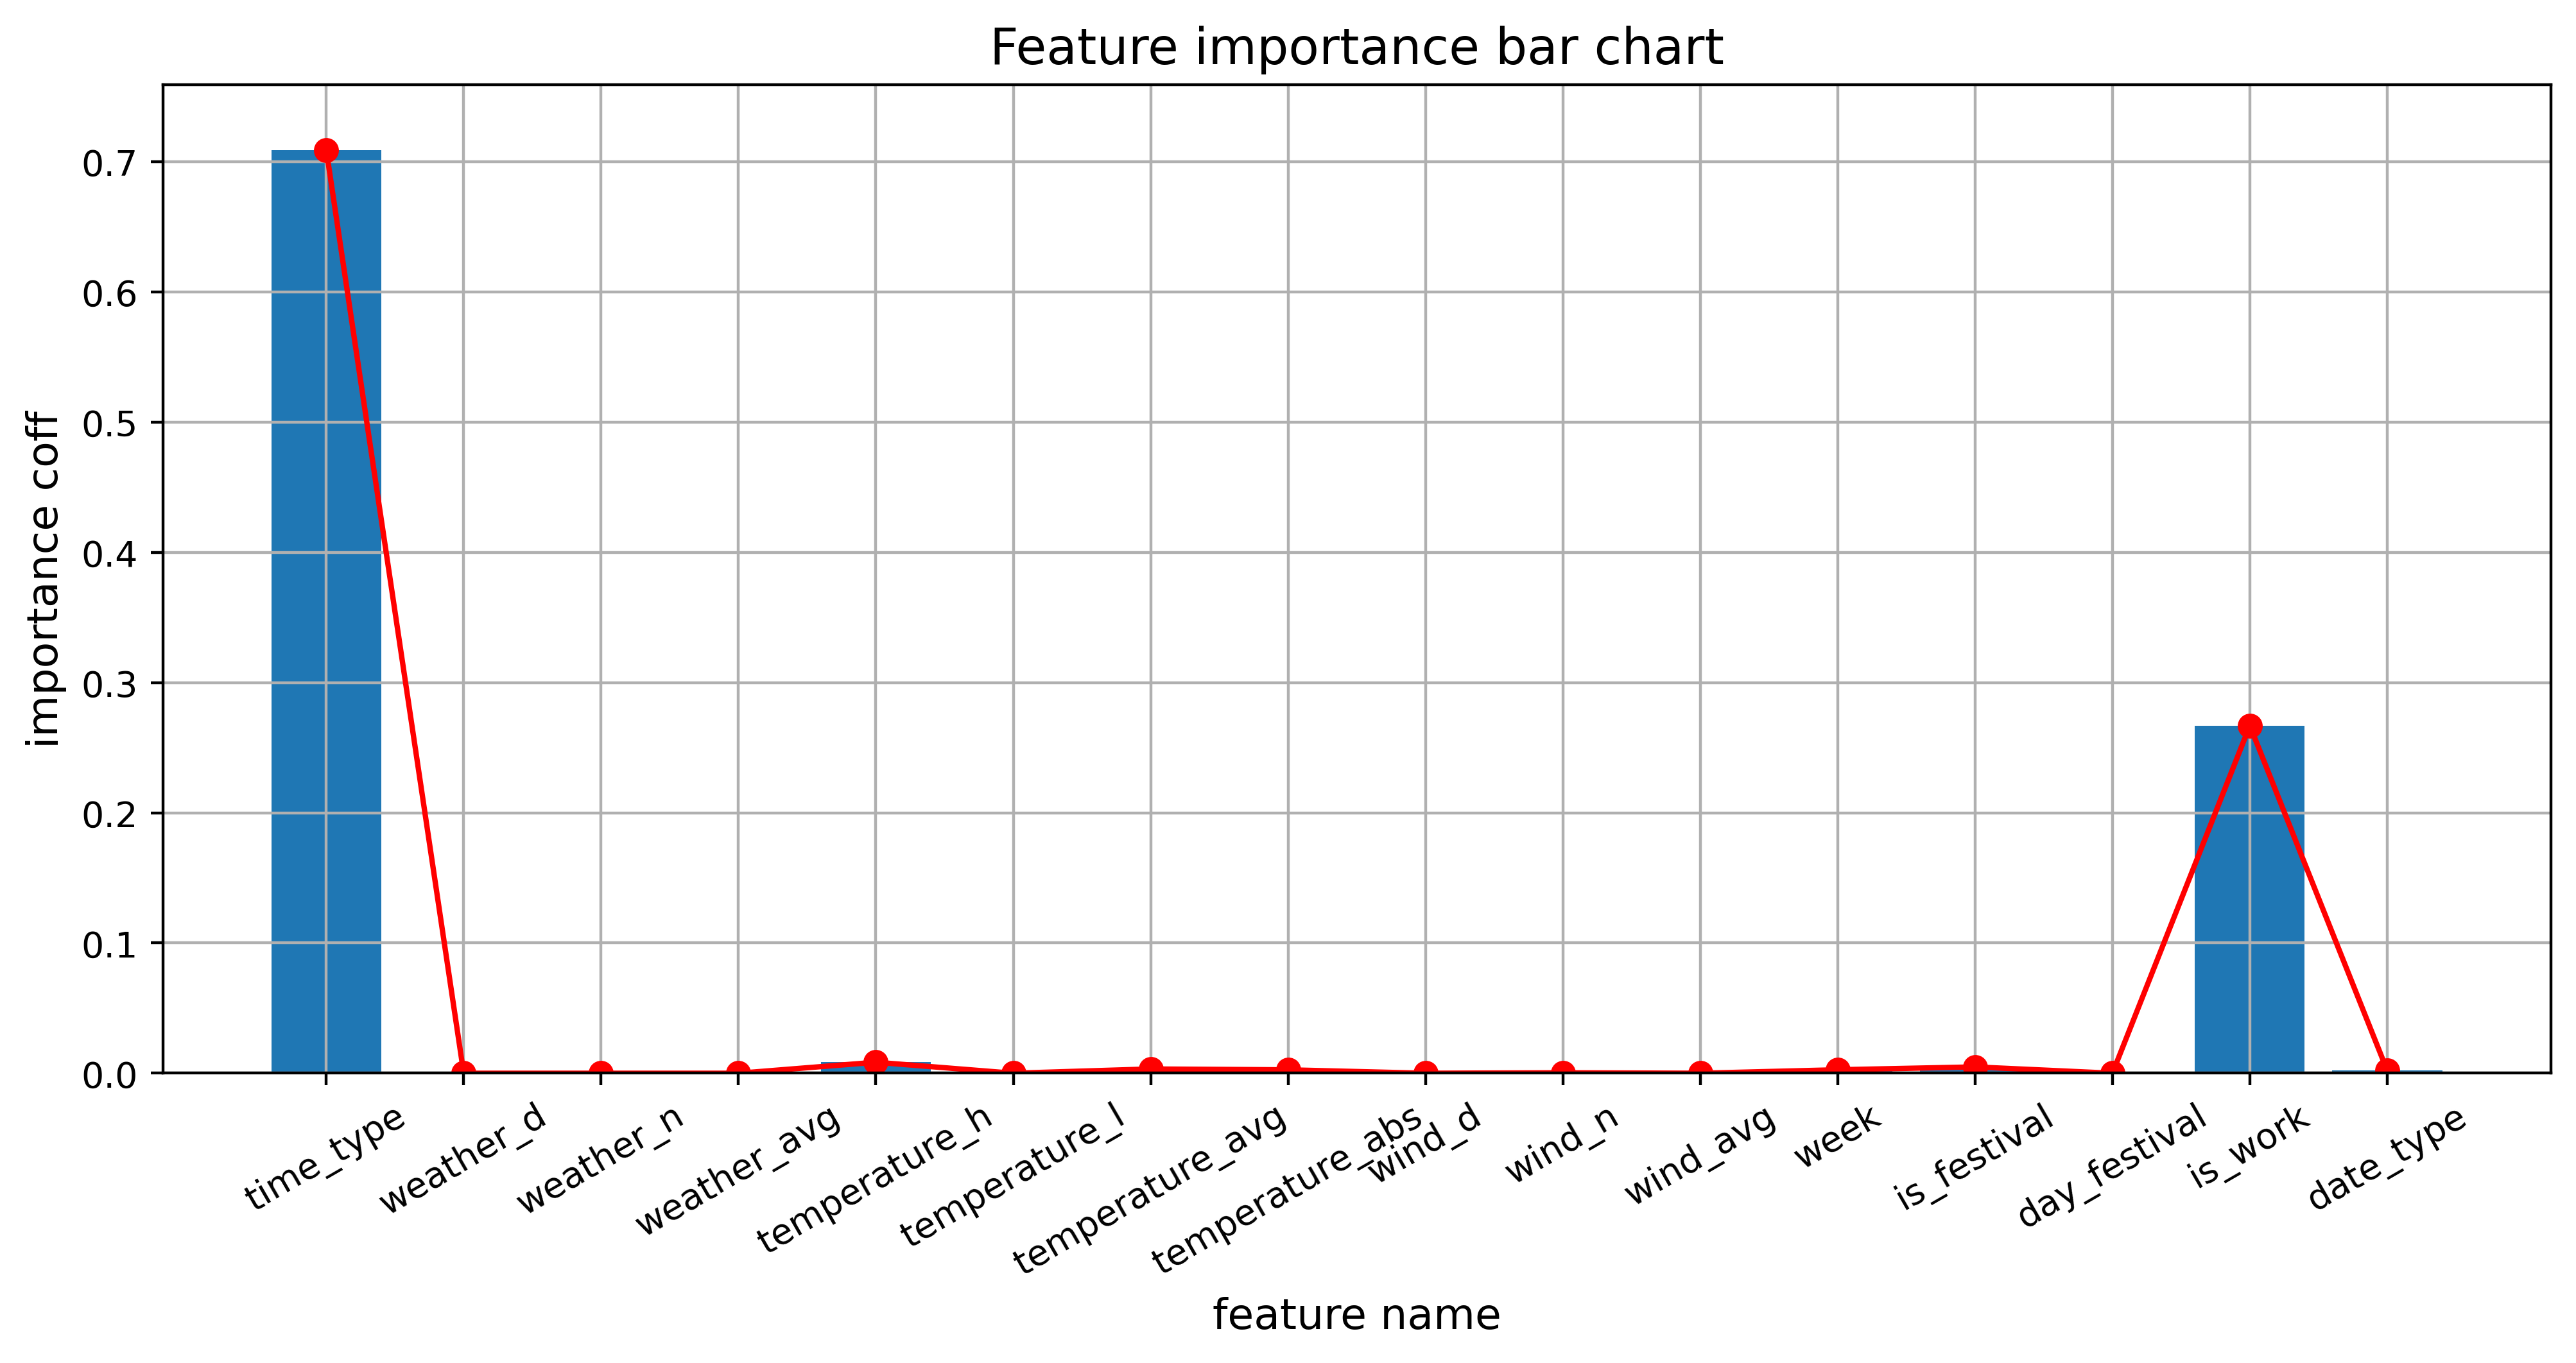 Feature importance bar chart
importance coff
0.7
0.6
0.5
0.4
0.3
0.2
0.1
0.0
time_type
weather_d
weather_n
weather_avg
temperature_h
temperature_l
temperature_avg
temperature_abs
wind_d
wind_n
wind_avg
week
is_festival
day_festival
is_work
date_type
feature name